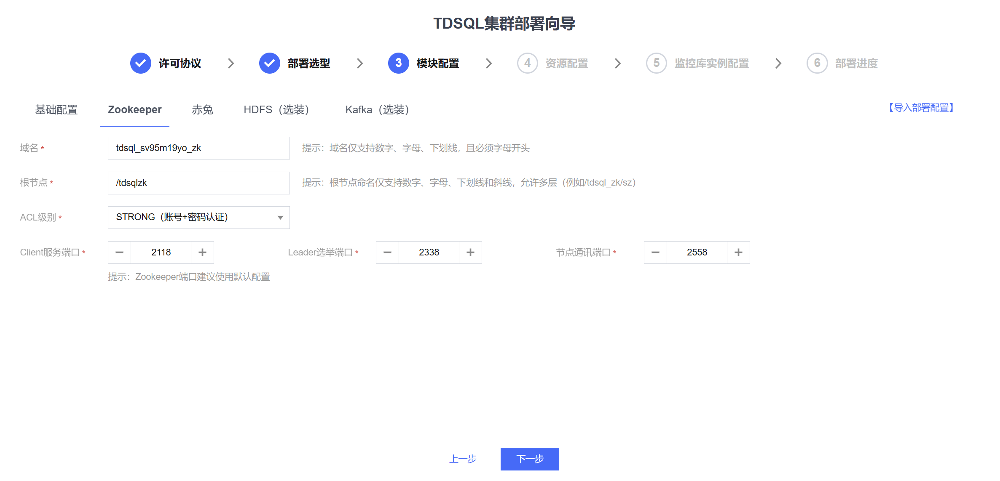 TDSQL集群部署向导
许可协议 部署选型 3 模块配置 4 资源配置 5 监控库实例配置 6 部署进度
基础配置 Zookeeper 赤兔 HDFS（选装） Kafka（选装） 【导入部署配置】
域名 * tdsql_sv95m19yo_zk 提示：域名仅支持数字、字母、下划线，且必须字母开头
根节点 * /tdsqlzk 提示：根节点命名仅支持数字、字母、下划线和斜线，允许多层（例如/tdsql_zk/sz）
ACL级别 * STRONG（账号+密码认证）
Client服务端口 * 2118 Leader选举端口 * 2338 节点通讯端口 * 2558
提示：Zookeeper端口建议使用默认配置
上一步 下一步